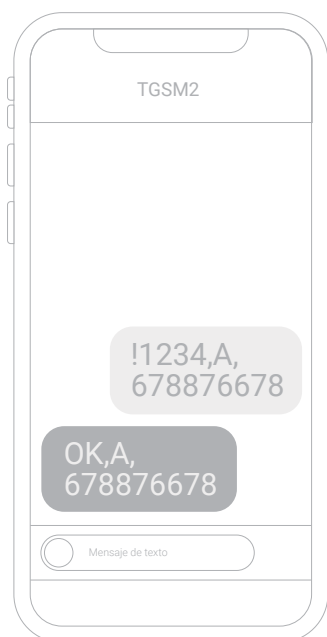 TGSM2
!1234,A,
678876678
OK,A,
678876678
Mensaje de texto